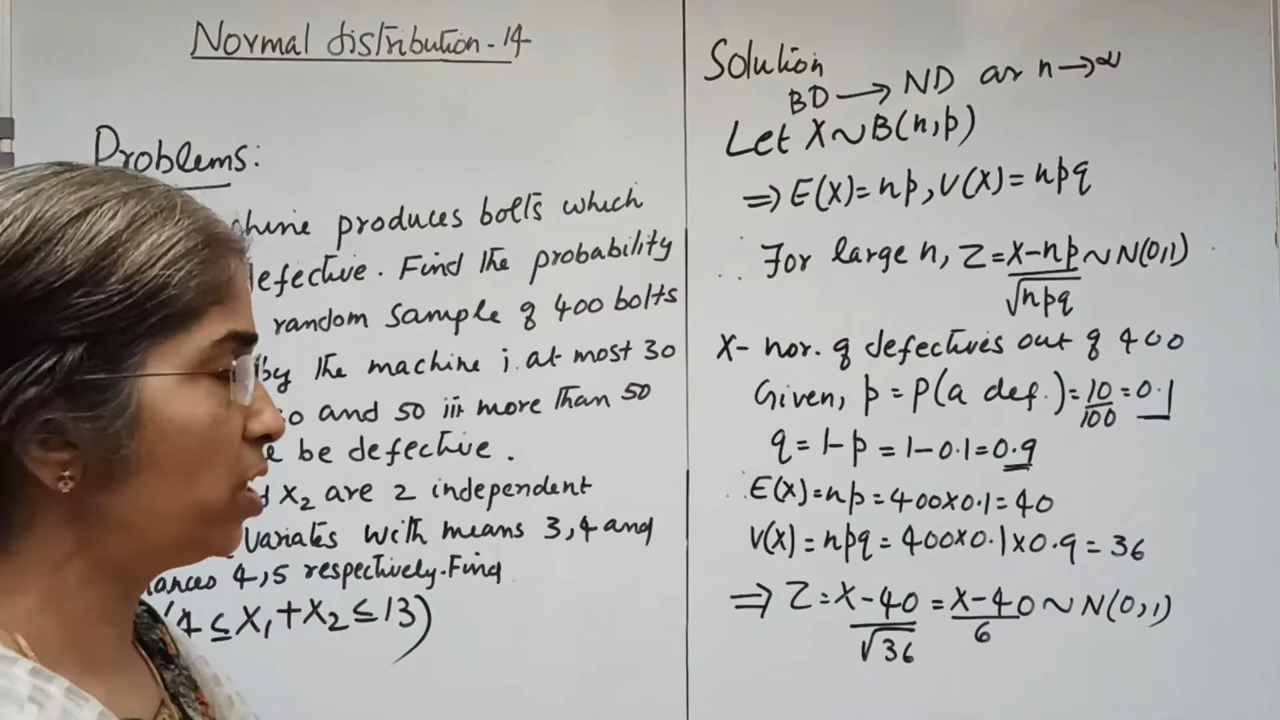 Normal distribution-14
Problems:
produces bolts which
defective. Find the probability
random sample of 400 bolts
by the machine i. at most 30
and 50 iii more than 50
be defective.
X₂ are 2 independent
variates with means 3,4 and
4,5 respectively. Find
4 ≤ X₁+X₂ ≤ 13)
Solution
BD → ND as n→∞
Let X~B(n,p)
⇒ E(X)=np, V(X)=npq
∴ For large n, Z = (X-np)/√npq ~ N(0,1)
X- nor. of defectives out of 400
Given, p = P(a def.) = 10/100 = 0.1
q = 1-p = 1-0.1 = 0.9
∴ E(X)=np = 400×0.1 = 40
V(X) = npq = 400×0.1×0.9 = 36
⇒ Z = X-40/√36 = X-40/6 ~ N(0,1)